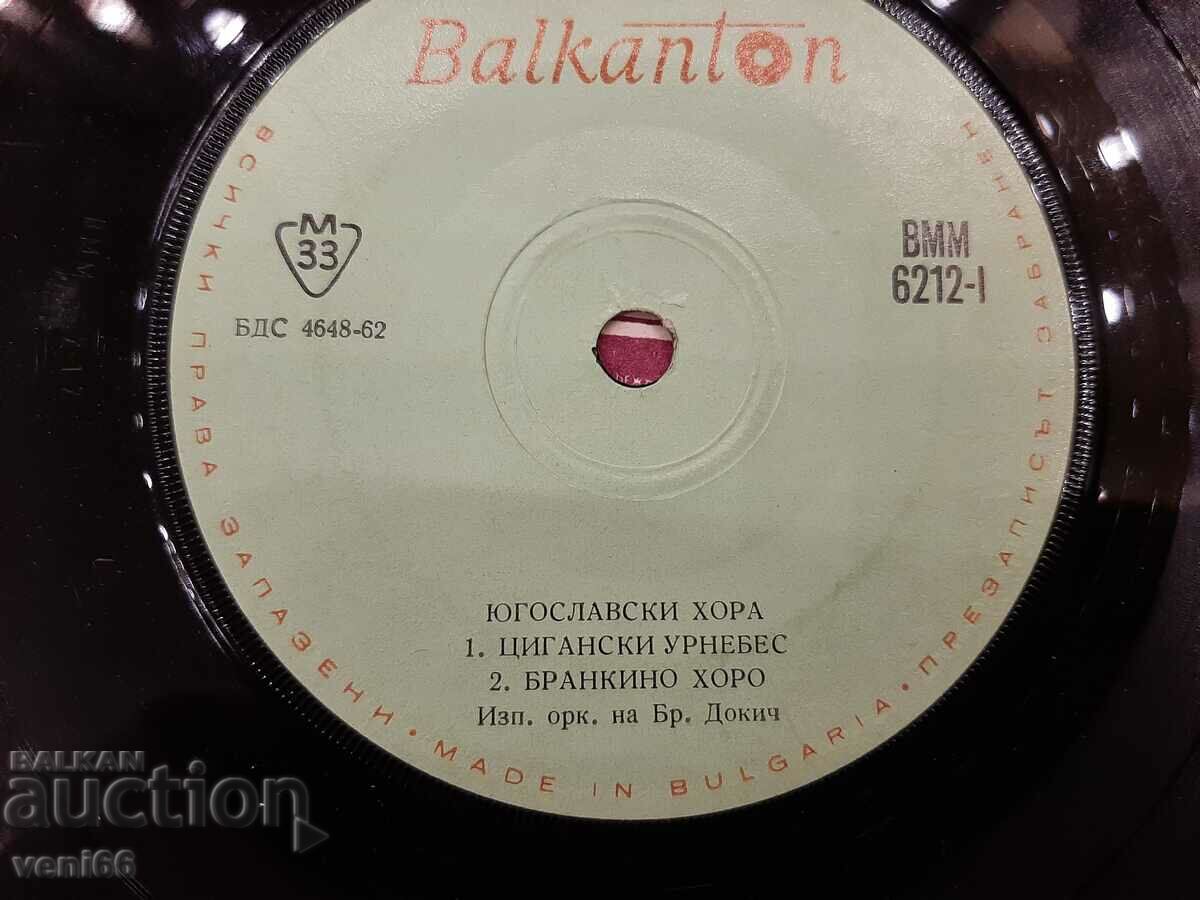 Balkanton
M
33
БДС 4648-62
ВММ
6212-I
ЮГОСЛАВСКИ ХОРА
1. ЦИГАНСКИ УРНЕБЕС
2. БРАНКИНО ХОРО
Изп. орк. на Бр. Докич
ВСИЧКИ ПРАВА ЗАПАЗЕНИ • MADE IN BULGARIA • ПРЕЗАПИСЪТ ЗАБРАНЕН
BALKAN
auction
veni66